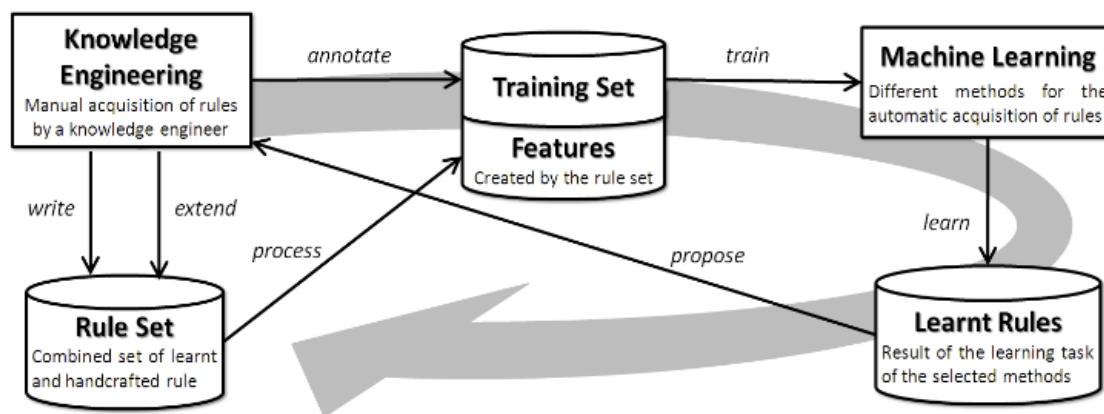 Knowledge
Engineering
Manual acquisition of rules
by a knowledge engineer
annotate
Training Set
Features
Created by the rule set
train
Machine Learning
Different methods for the
automatic acquisition of rules
write
extend
process
propose
learn
Rule Set
Combined set of learnt
and handcrafted rule
Learnt Rules
Result of the learning task
of the selected methods